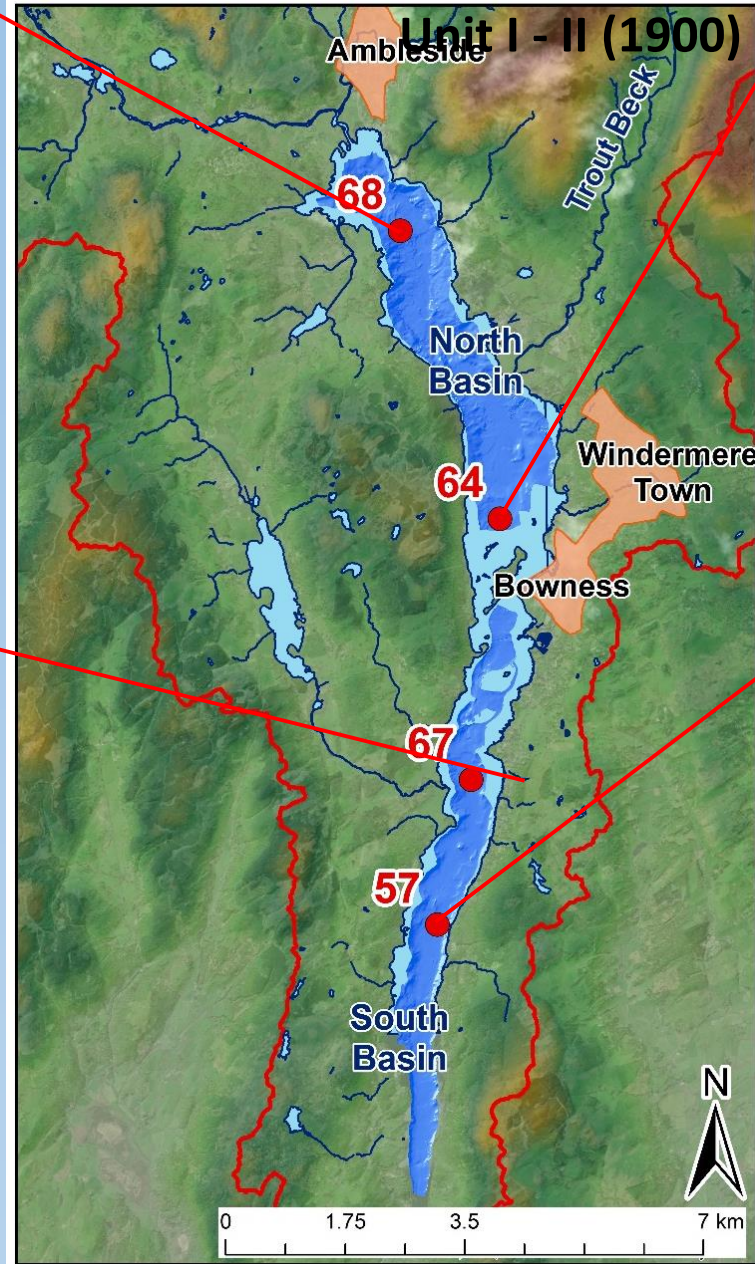 Unit I - II (1900)
Ambleside
Trout Beck
68
North
Basin
64
Windermere
Town
Bowness
67
57
South
Basin
N
0 1.75 3.5 7 km